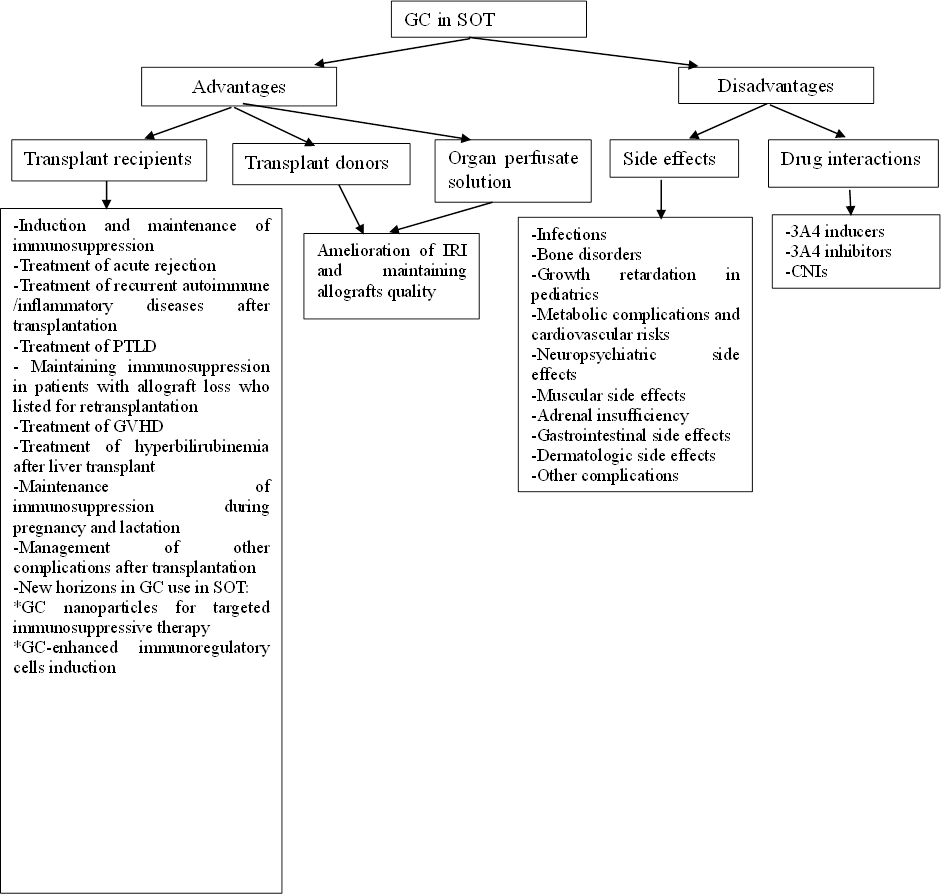 GC in SOT
Advantages
Disadvantages
Transplant recipients
Transplant donors
Organ perfusate
solution
Side effects
Drug interactions
-Induction and maintenance of
immunosuppression
-Treatment of acute rejection
-Treatment of recurrent autoimmune
/inflammatory diseases after
transplantation
-Treatment of PTLD
- Maintaining immunosuppression
in patients with allograft loss who
listed for retransplantation
-Treatment of GVHD
-Treatment of hyperbilirubinemia
after liver transplant
-Maintenance of
immunosuppression during
pregnancy and lactation
-Management of other
complications after transplantation
-New horizons in GC use in SOT:
*GC nanoparticles for targeted
immunosuppressive therapy
*GC-enhanced immunoregulatory
cells induction
Amelioration of IRI
and maintaining
allografts quality
-Infections
-Bone disorders
-Growth retardation in
pediatrics
-Metabolic complications and
cardiovascular risks
-Neuropsychiatric side
effects
-Muscular side effects
-Adrenal insufficiency
-Gastrointestinal side effects
-Dermatologic side effects
-Other complications
-3A4 inducers
-3A4 inhibitors
-CNIs